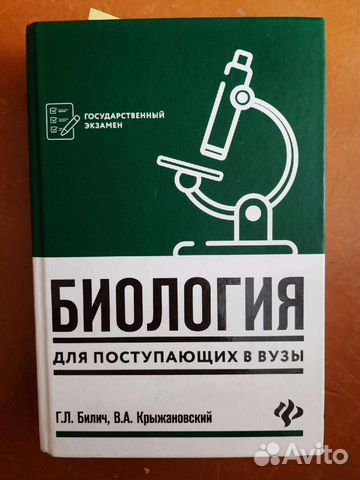 ГОСУДАРСТВЕННЫЙ
ЭКЗАМЕН
БИОЛОГИЯ
ДЛЯ ПОСТУПАЮЩИХ В ВУЗЫ
Г.Л. Билич, В.А. Крыжановский
Avito